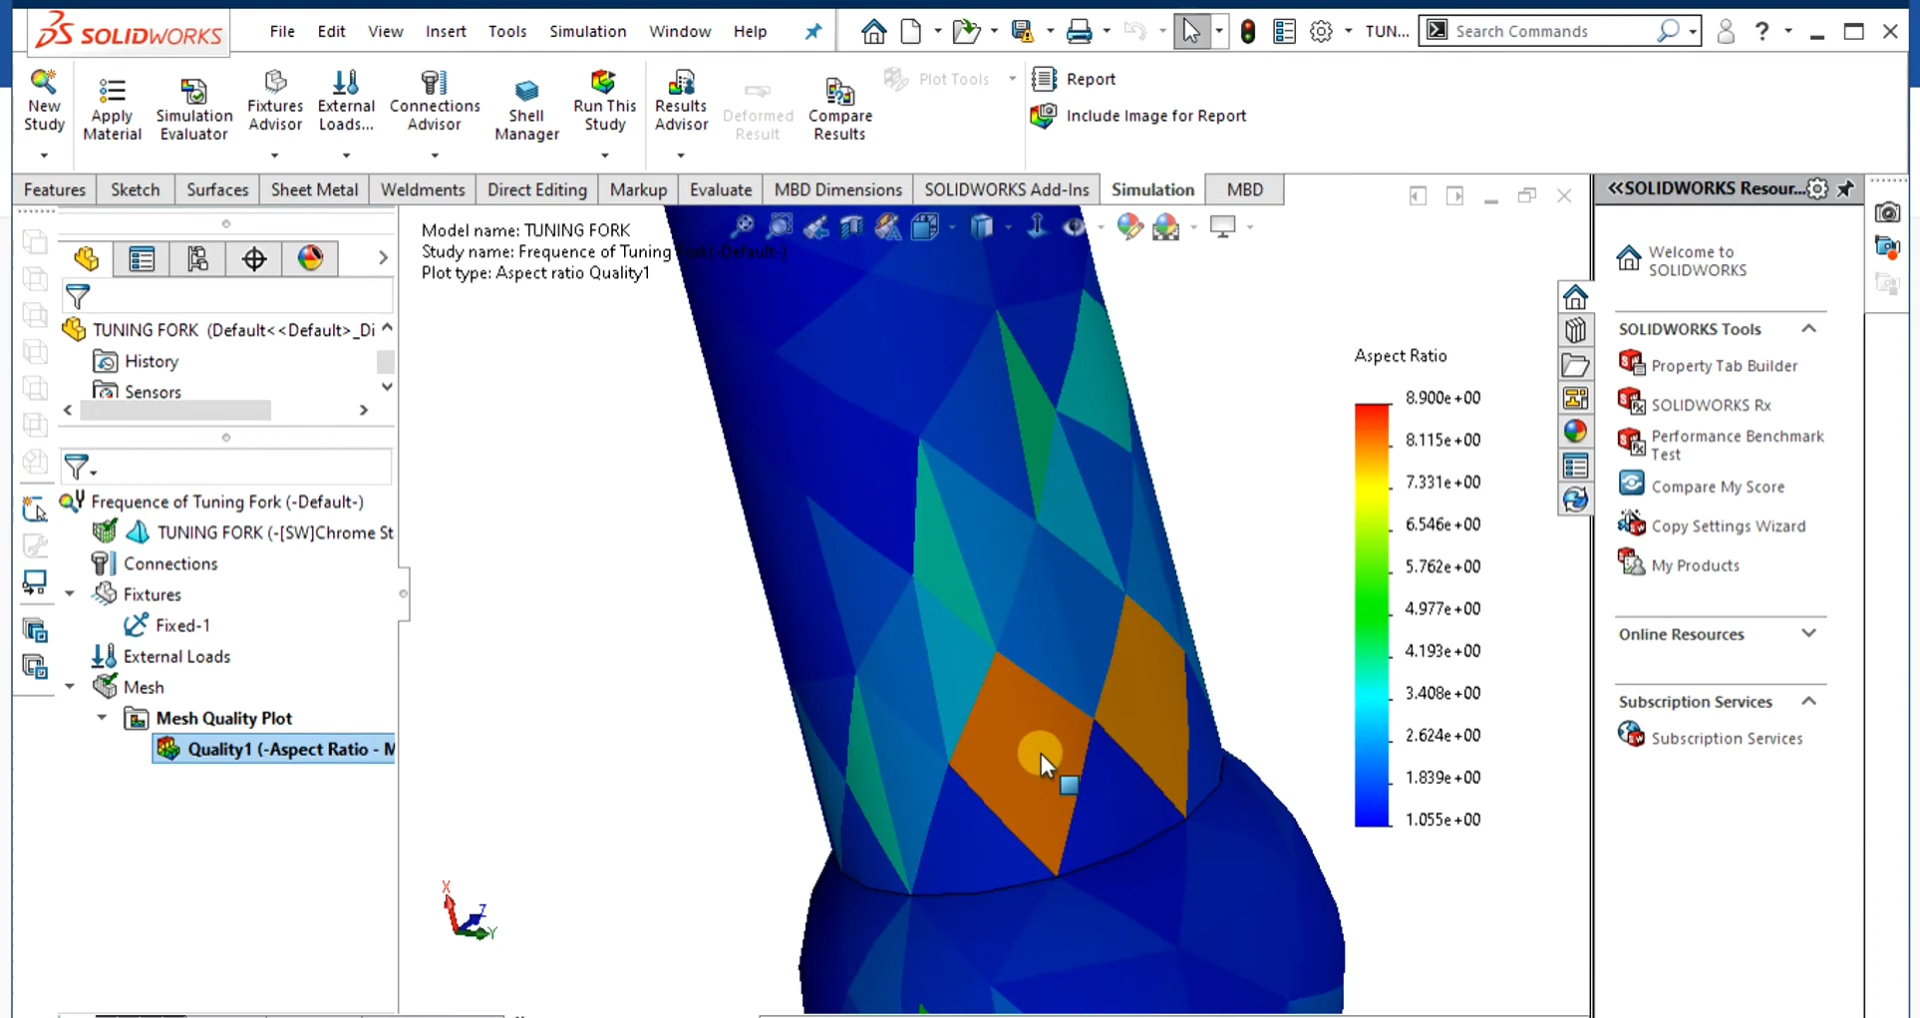 SOLIDWORKS
File Edit View Insert Tools Simulation Window Help
TUN...
Search Commands
?
New Study
Apply Material
Simulation Evaluator
Fixtures Advisor
External Loads...
Connections Advisor
Shell Manager
Run This Study
Results Advisor
Deformed Result
Compare Results
Plot Tools
Report
Include Image for Report
Features Sketch Surfaces Sheet Metal Weldments Direct Editing Markup Evaluate MBD Dimensions SOLIDWORKS Add-Ins Simulation MBD
TUNING FORK (Default<<Default>_Di
History
Sensors
Frequence of Tuning Fork (-Default-)
TUNING FORK (-[SW]Chrome St
Connections
Fixtures
Fixed-1
External Loads
Mesh
Mesh Quality Plot
Quality1 (-Aspect Ratio - M
Model name: TUNING FORK
Study name: Frequence of Tuning Fork(-Default-)
Plot type: Aspect ratio Quality1
Aspect Ratio
8.900e+00
8.115e+00
7.331e+00
6.546e+00
5.762e+00
4.977e+00
4.193e+00
3.408e+00
2.624e+00
1.839e+00
1.055e+00
X
Z
Y
SOLIDWORKS Resour...
Welcome to
SOLIDWORKS
SOLIDWORKS Tools
Property Tab Builder
SOLIDWORKS Rx
Performance Benchmark
Test
Compare My Score
Copy Settings Wizard
My Products
Online Resources
Subscription Services
Subscription Services